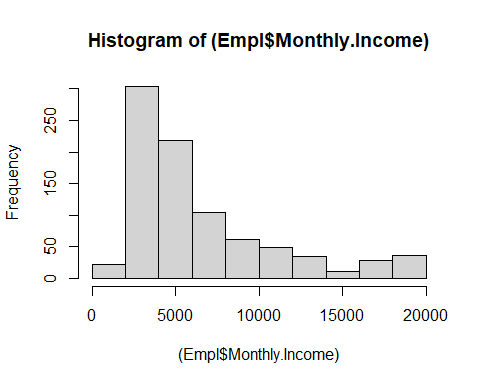 Histogram of (Empl$Monthly.Income)
Frequency
250
150
50
0
0 5000 10000 15000 20000
(Empl$Monthly.Income)